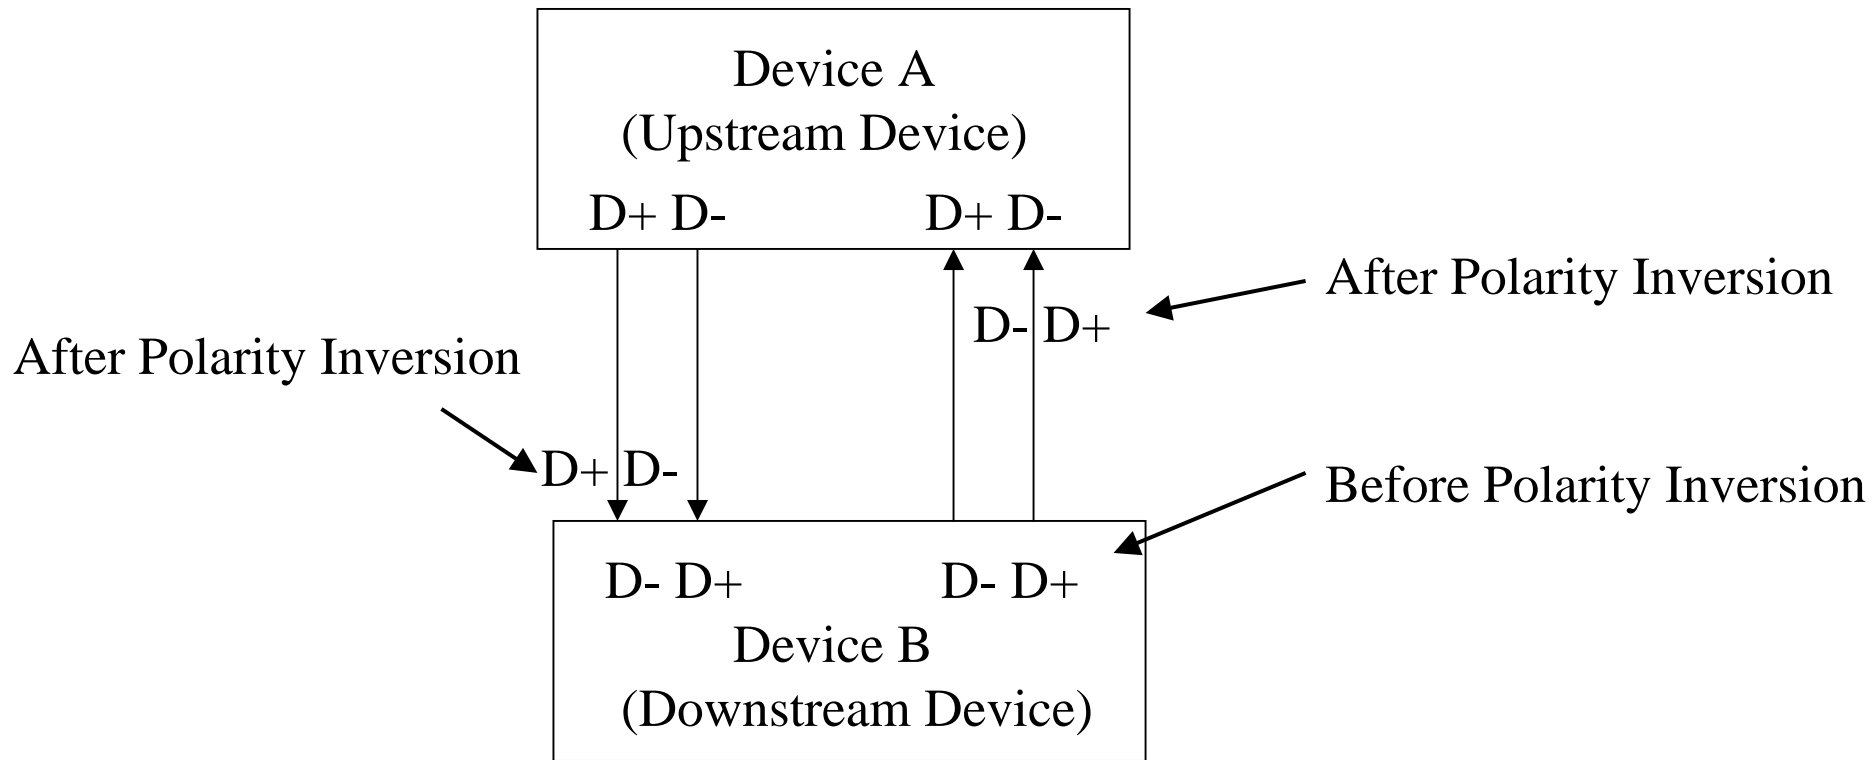 Device A
(Upstream Device)
D+ D- D+ D-
After Polarity Inversion
D- D+
After Polarity Inversion
D+ D-
Before Polarity Inversion
D- D+ D- D+
Device B
(Downstream Device)